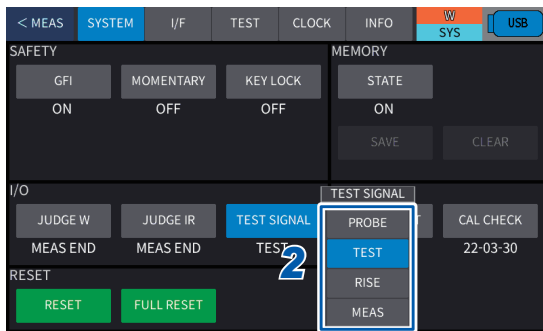 < MEAS SYSTEM I/F TEST CLOCK INFO W SYS USB
SAFETY MEMORY
GFI MOMENTARY KEY LOCK STATE
ON OFF OFF ON
SAVE CLEAR
I/O TEST SIGNAL
JUDGE W JUDGE IR TEST SIGNAL PROBE T CAL CHECK
MEAS END MEAS END TEST TEST 22-03-30
2
RESET RISE
RESET FULL RESET MEAS